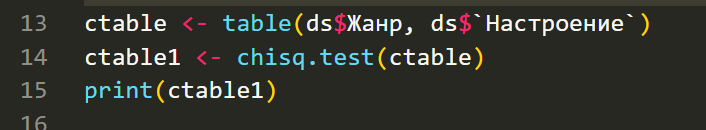 13 ctable <- table(ds$Жанр, ds$`Настроение`)
14 ctable1 <- chisq.test(ctable)
15 print(ctable1)
16